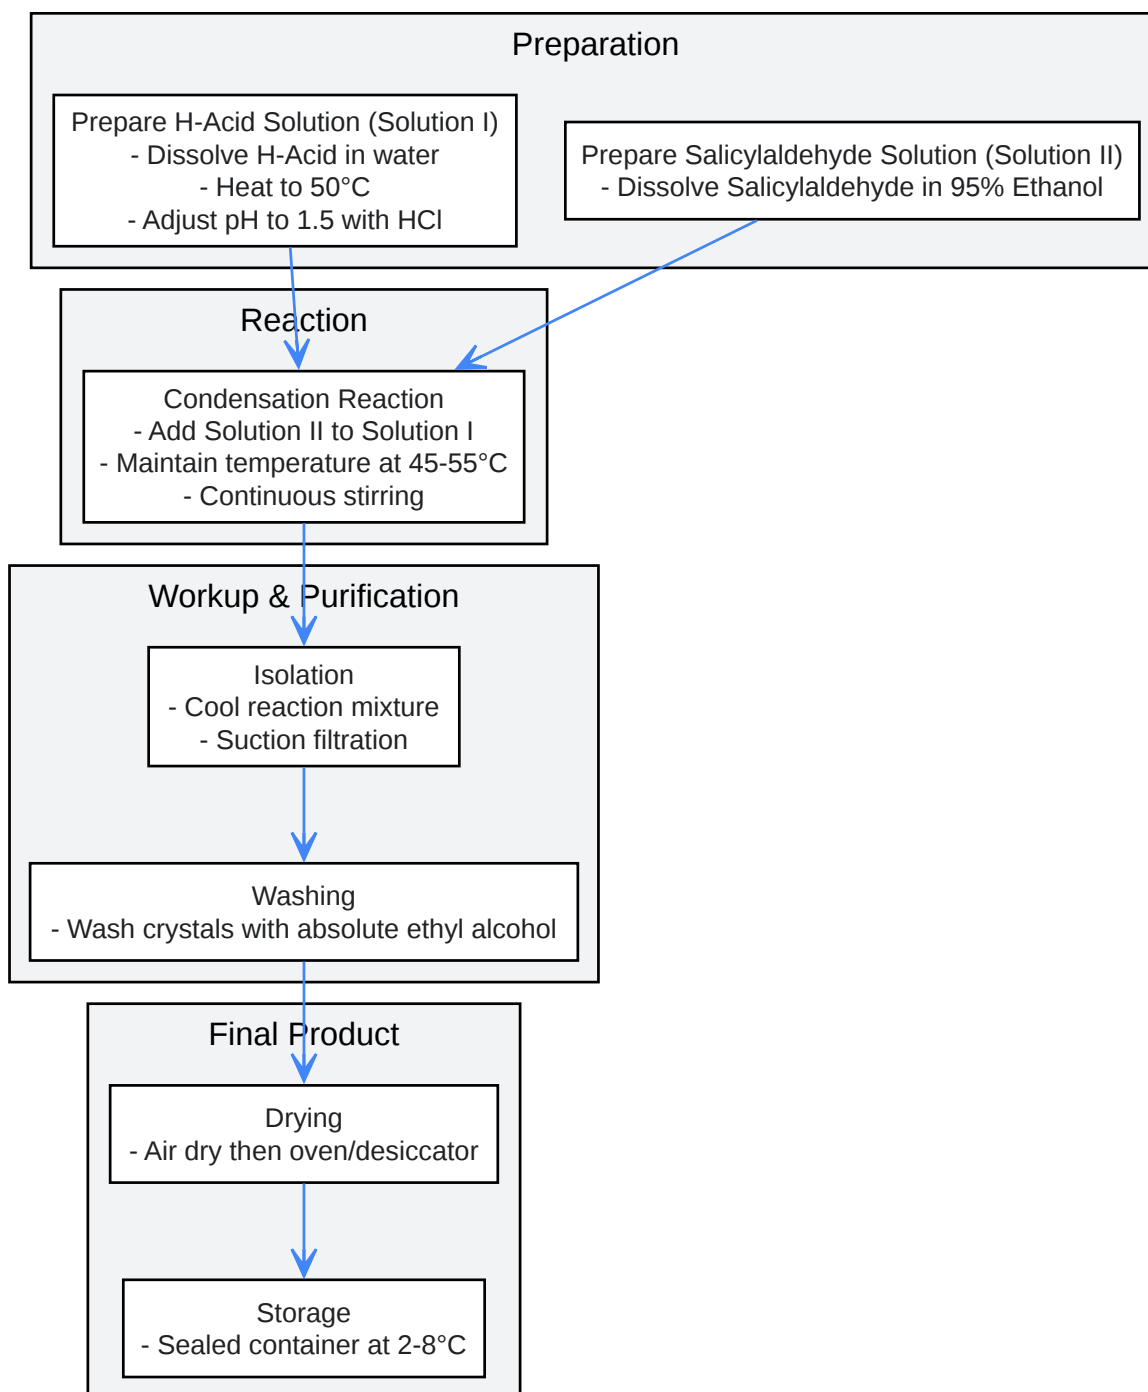 Preparation
Prepare H-Acid Solution (Solution I)
- Dissolve H-Acid in water
- Heat to 50°C
- Adjust pH to 1.5 with HCl
Prepare Salicylaldehyde Solution (Solution II)
- Dissolve Salicylaldehyde in 95% Ethanol
Reaction
Condensation Reaction
- Add Solution II to Solution I
- Maintain temperature at 45-55°C
- Continuous stirring
Workup & Purification
Isolation
- Cool reaction mixture
- Suction filtration
Washing
- Wash crystals with absolute ethyl alcohol
Final Product
Drying
- Air dry then oven/desiccator
Storage
- Sealed container at 2-8°C